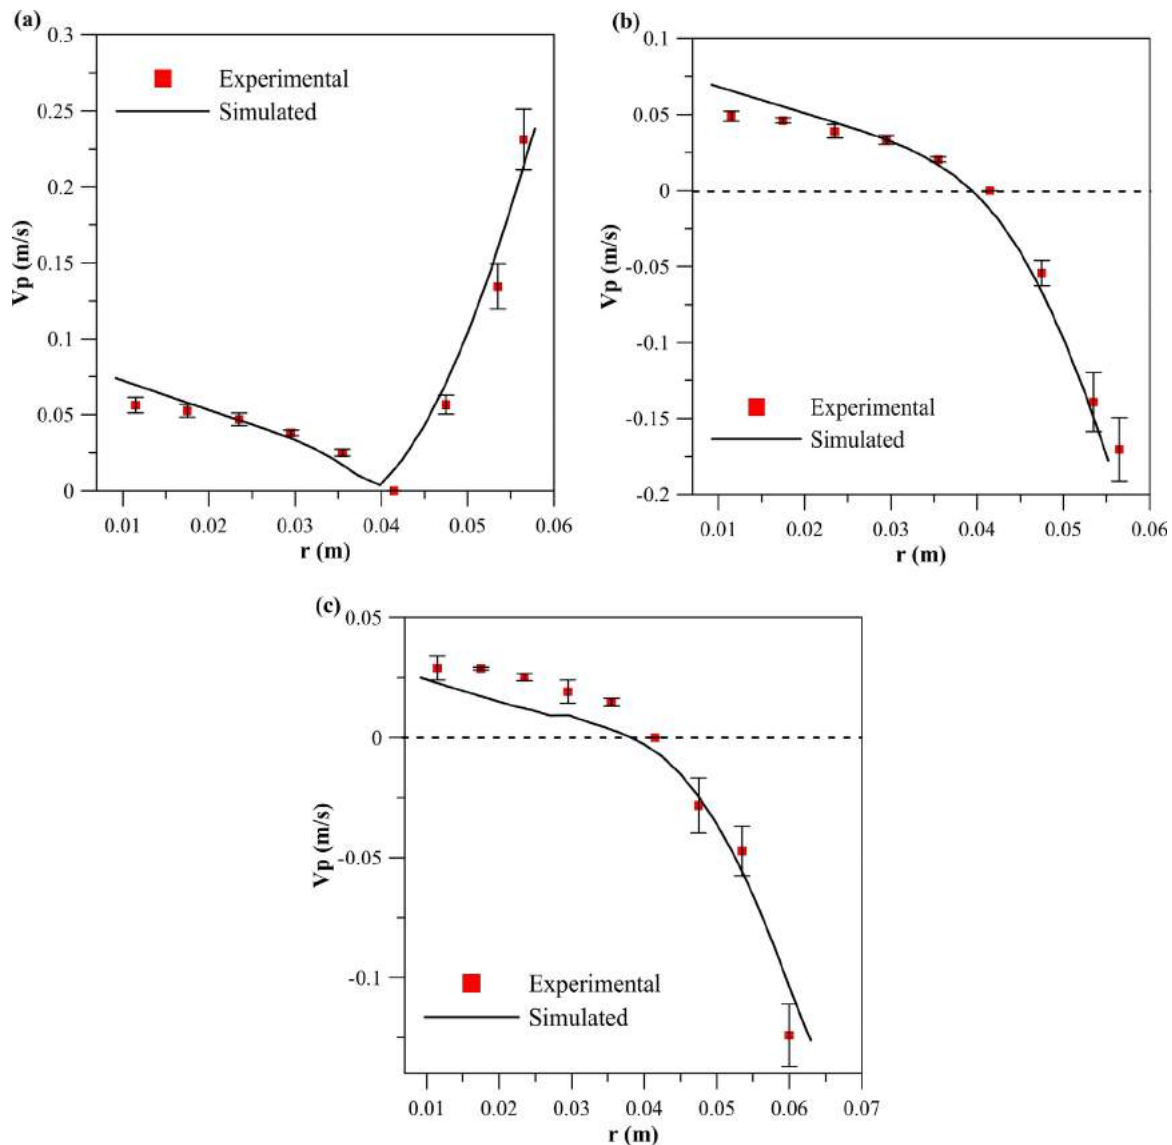 (a)
0.3
0.25
0.2
0.15
0.1
0.05
0
Vp (m/s)
Experimental
Simulated
0.01 0.02 0.03 0.04 0.05 0.06
r (m)
(b)
0.1
0.05
0
-0.05
-0.1
-0.15
-0.2
Vp (m/s)
Experimental
Simulated
0.01 0.02 0.03 0.04 0.05 0.06
r (m)
(c)
0.05
0
-0.05
-0.1
Vp (m/s)
Experimental
Simulated
0.01 0.02 0.03 0.04 0.05 0.06 0.07
r (m)